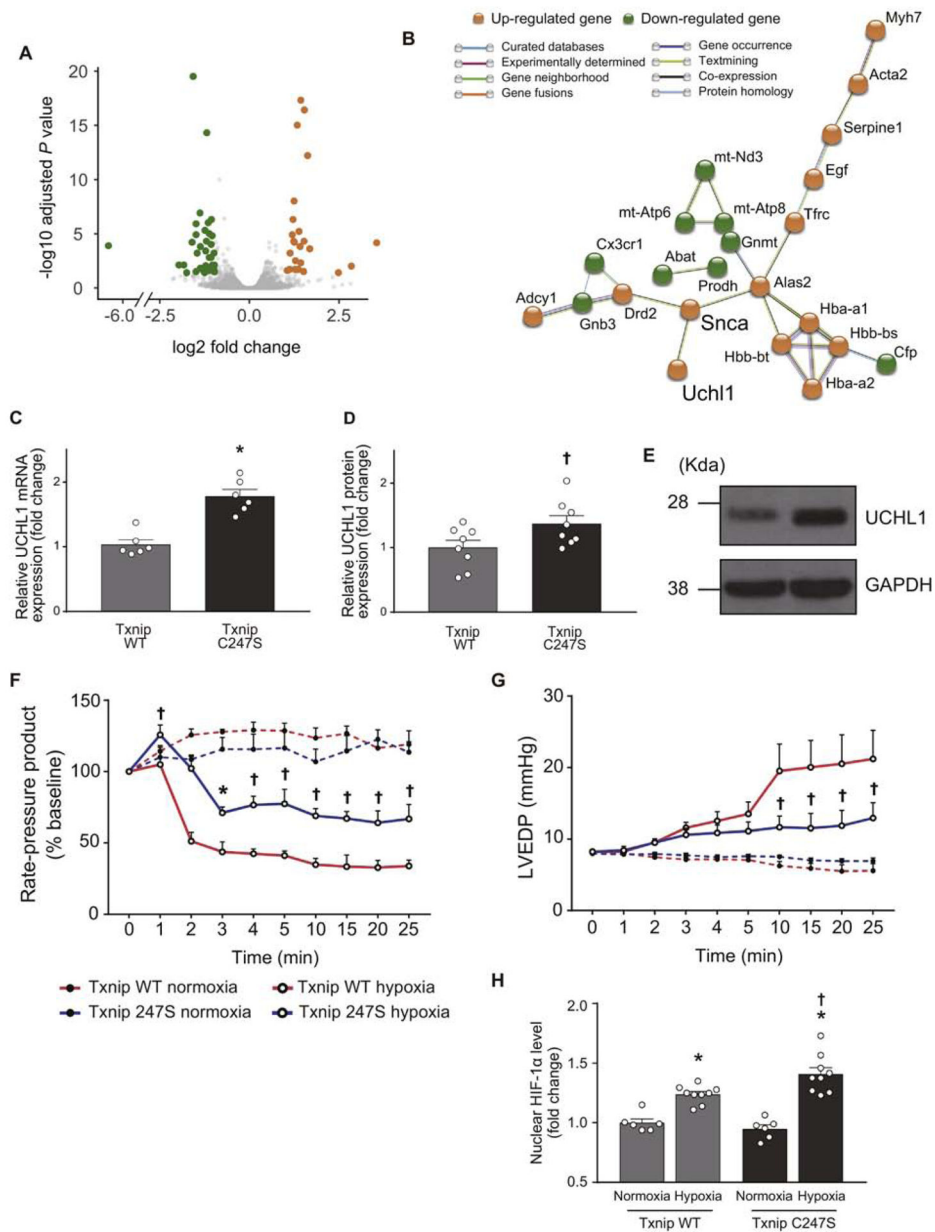 A
-log10 adjusted P value
20
15
10
5
0
-6.0 -2.5 0.0 2.5
log2 fold change
B
Up-regulated gene Down-regulated gene
Curated databases Gene occurrence
Experimentally determined Textmining
Gene neighborhood Co-expression
Gene fusions Protein homology
Myh7
Acta2
Serpine1
Egf
Tfrc
mt-Nd3
mt-Atp6 mt-Atp8
Gnmt
Cx3cr1
Abat
Prodh
Alas2
Adcy1
Gnb3
Drd2
Snca
Uchl1
Hba-a1
Hbb-bs
Hbb-bt
Cfp
Hba-a2
C
Relative UCHL1 mRNA
expression (fold change)
2
1
0
*
Txnip
WT
Txnip
C247S
D
Relative UCHL1 protein
expression (fold change)
2
1
0
†
Txnip
WT
Txnip
C247S
E
(Kda)
28
UCHL1
38
GAPDH
F
Rate-pressure product
(% baseline)
150
100
50
0
† * † † † † † †
0 1 2 3 4 5 10 15 20 25
Time (min)
Txnip WT normoxia Txnip WT hypoxia
Txnip 247S normoxia Txnip 247S hypoxia
G
LVEDP (mmHg)
30
20
10
0
† † † †
0 1 2 3 4 5 10 15 20 25
Time (min)
H
Nuclear HIF-1α level
(fold change)
2.0
1.5
1.0
0.5
*
†
*
Normoxia Hypoxia Normoxia Hypoxia
Txnip WT Txnip C247S